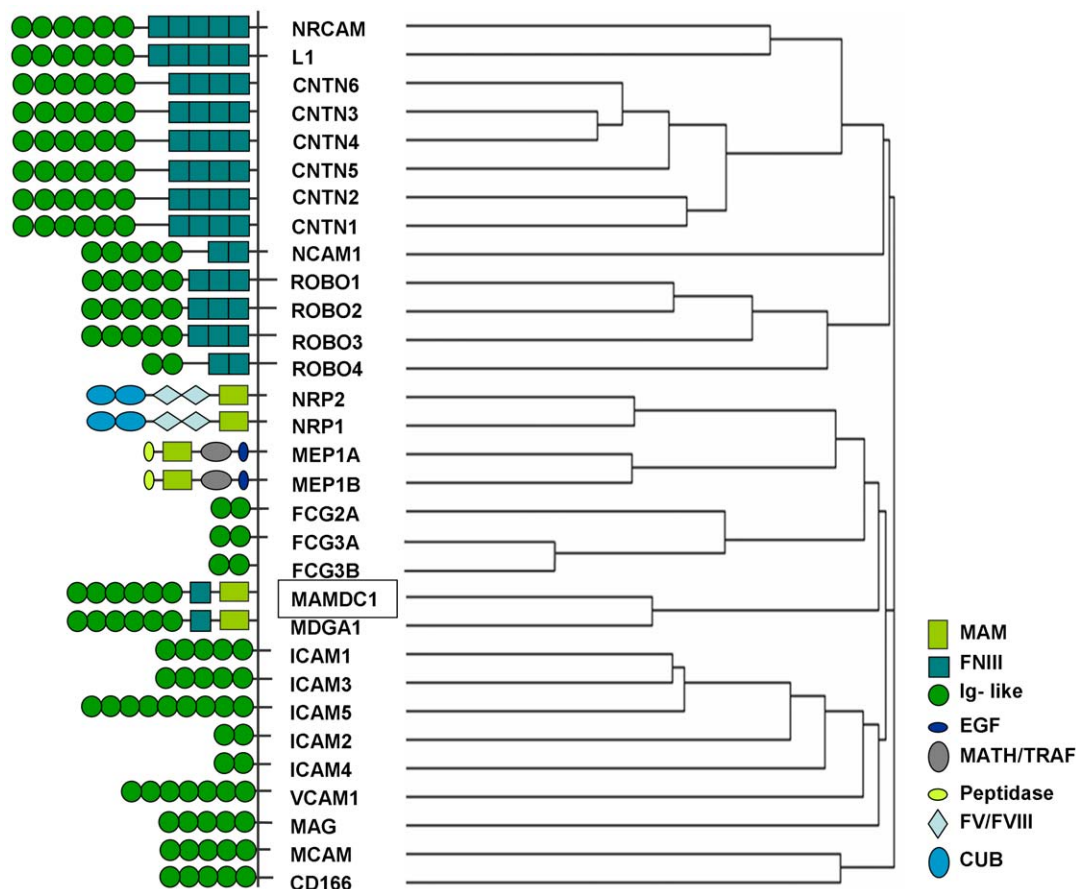 NRCAM
L1
CNTN6
CNTN3
CNTN4
CNTN5
CNTN2
CNTN1
NCAM1
ROBO1
ROBO2
ROBO3
ROBO4
NRP2
NRP1
MEP1A
MEP1B
FCG2A
FCG3A
FCG3B
MAMDC1
MDGA1
ICAM1
ICAM3
ICAM5
ICAM2
ICAM4
VCAM1
MAG
MCAM
CD166
MAM
FNIII
Ig- like
EGF
MATH/TRAF
Peptidase
FV/FVIII
CUB